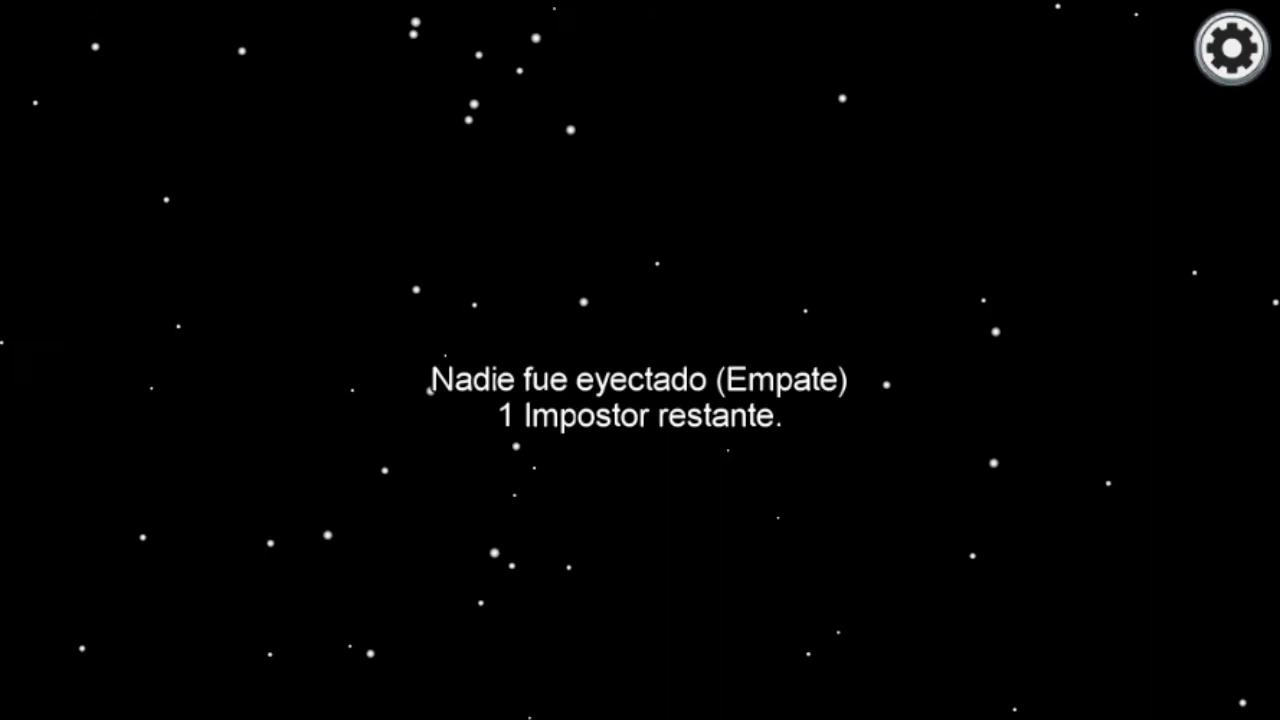 Nadie fue eyectado (Empate)
1 Impostor restante.